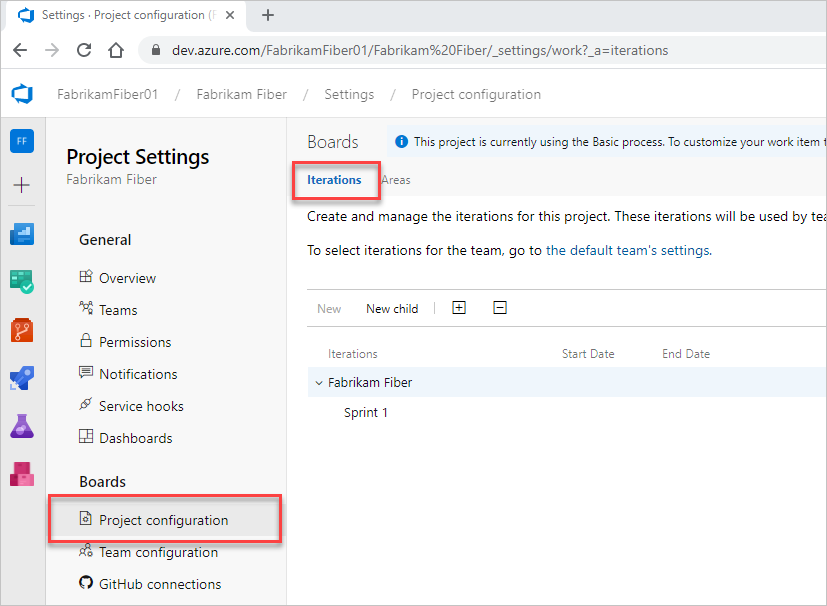 Settings · Project configuration (F
dev.azure.com/FabrikamFiber01/Fabrikam%20Fiber/_settings/work?_a=iterations
FabrikamFiber01 / Fabrikam Fiber / Settings / Project configuration
FF
Project Settings
Fabrikam Fiber
General
Overview
Teams
Permissions
Notifications
Service hooks
Dashboards
Boards
Project configuration
Team configuration
GitHub connections
Boards
This project is currently using the Basic process. To customize your work item t
Iterations
Areas
Create and manage the iterations for this project. These iterations will be used by tea
To select iterations for the team, go to the default team's settings.
New New child
Iterations Start Date End Date
Fabrikam Fiber
Sprint 1